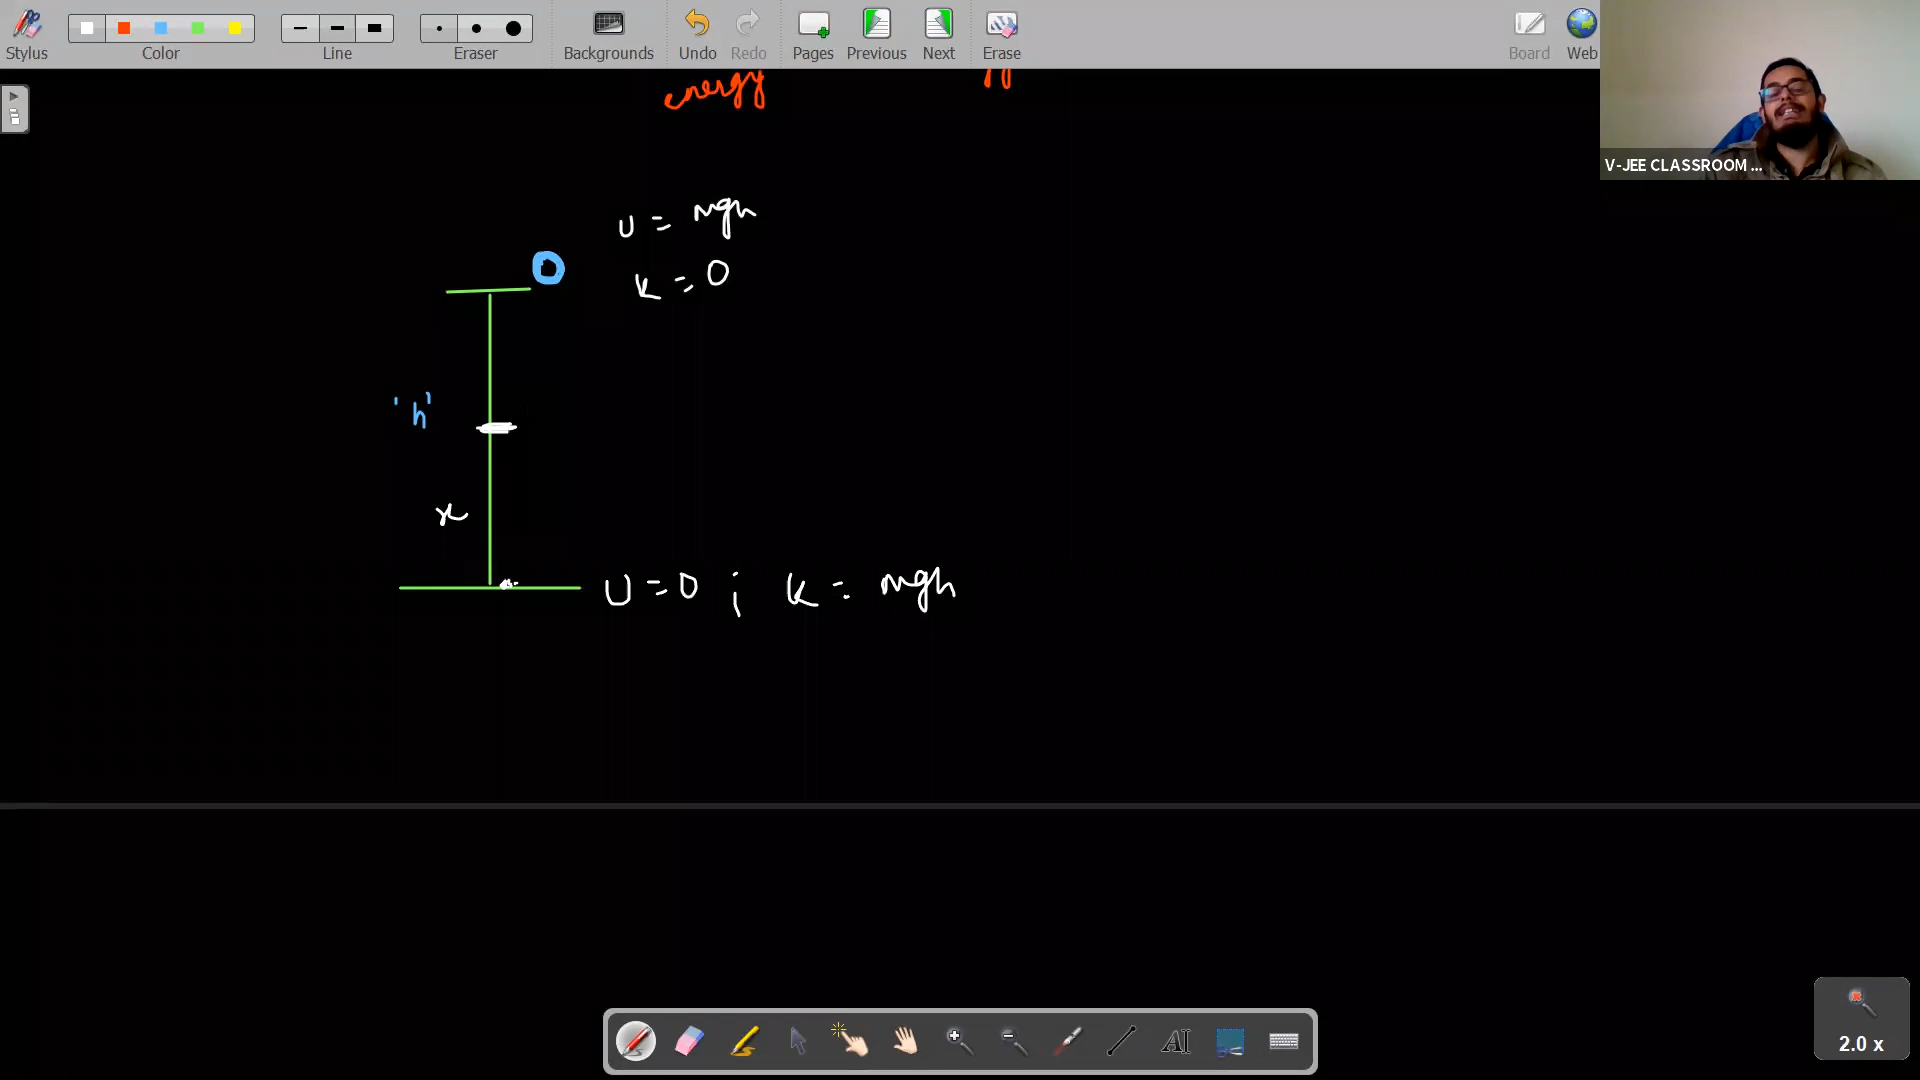 Stylus
Color
Line
Eraser
Backgrounds
Undo
Redo
Pages
Previous
Next
Erase
Board
Web
V-JEE CLASSROOM ...
energy
U = mgh
K = 0
'h'
x
U = 0 ; K = mgh
AI
2.0 x